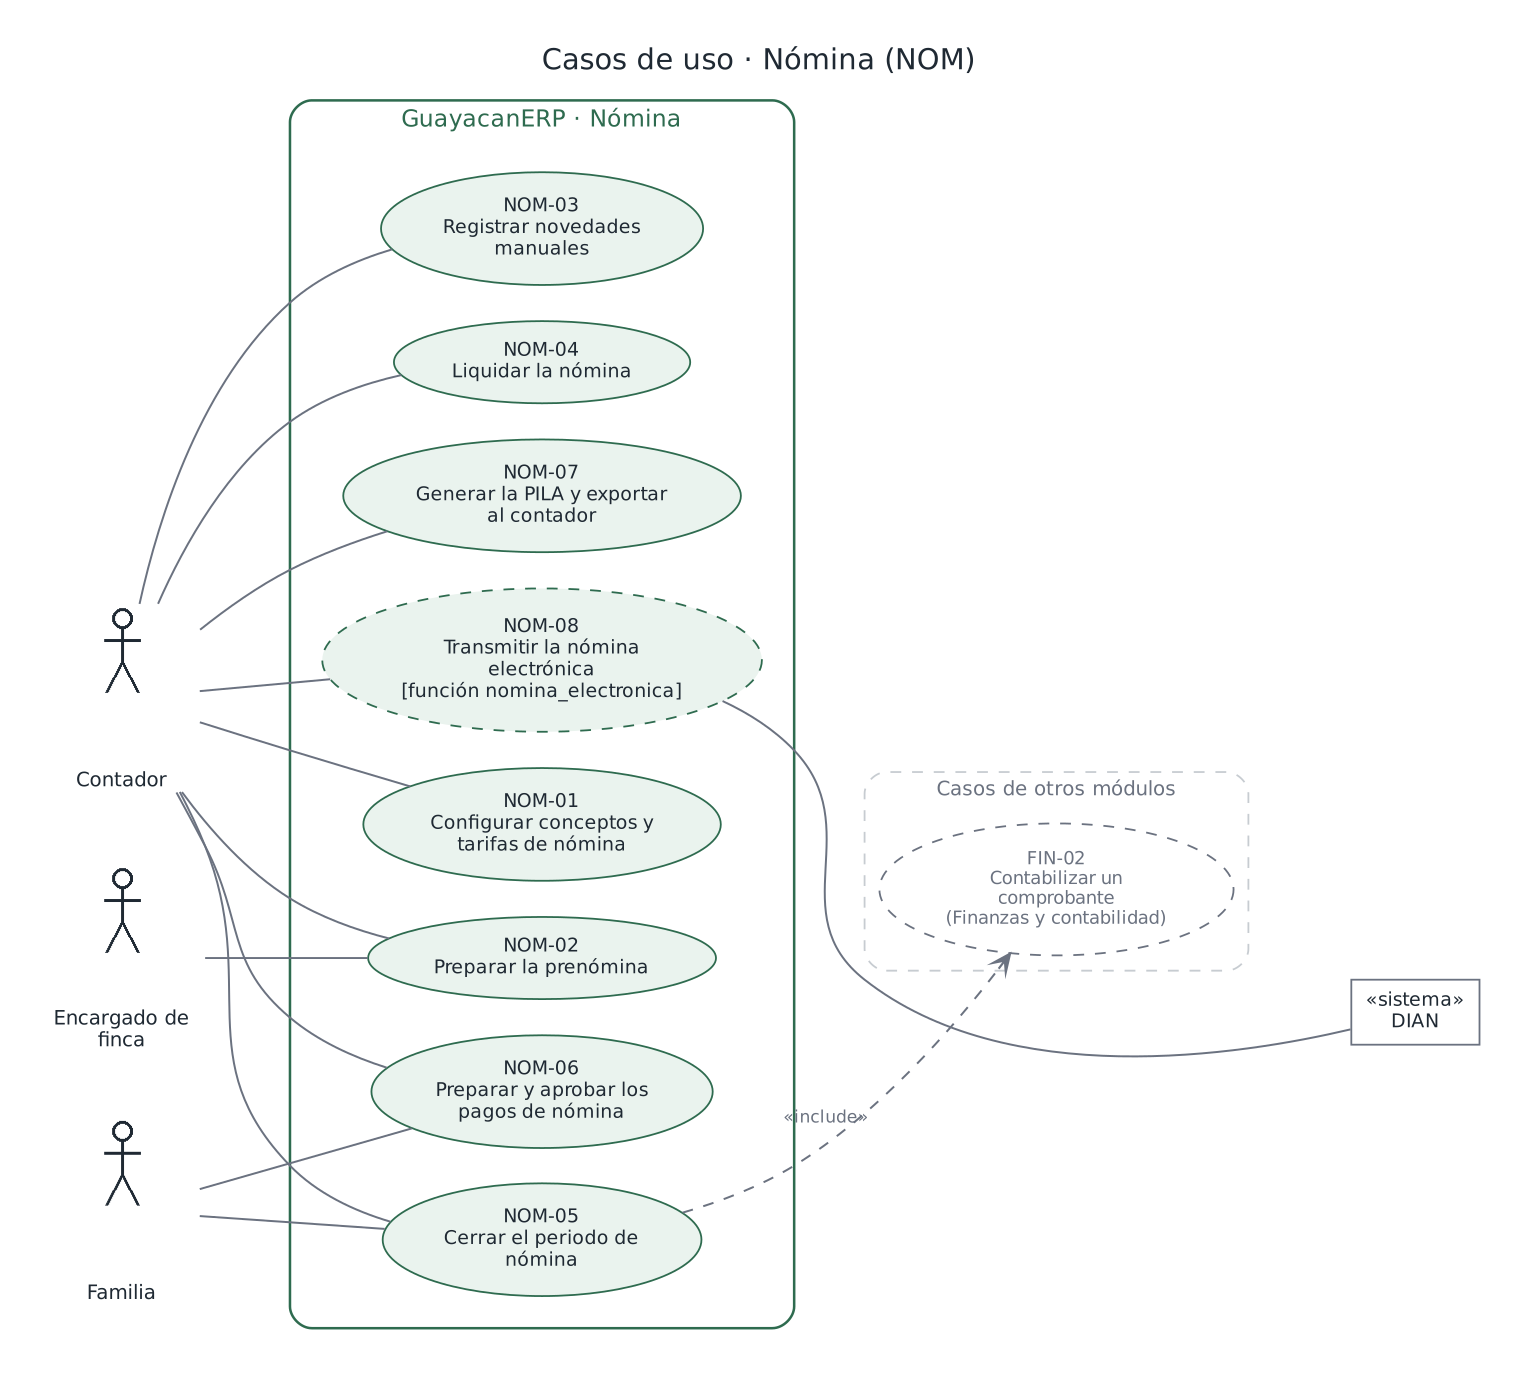 Casos de uso · Nómina (NOM)
GuayacanERP · Nómina
NOM-03
Registrar novedades
manuales
NOM-04
Liquidar la nómina
NOM-07
Generar la PILA y exportar
al contador
NOM-08
Transmitir la nómina
electrónica
[función nomina_electronica]
NOM-01
Configurar conceptos y
tarifas de nómina
NOM-02
Preparar la prenómina
NOM-06
Preparar y aprobar los
pagos de nómina
NOM-05
Cerrar el periodo de
nómina
Contador
Encargado de
finca
Familia
Casos de otros módulos
FIN-02
Contabilizar un
comprobante
(Finanzas y contabilidad)
«sistema»
DIAN
«include»